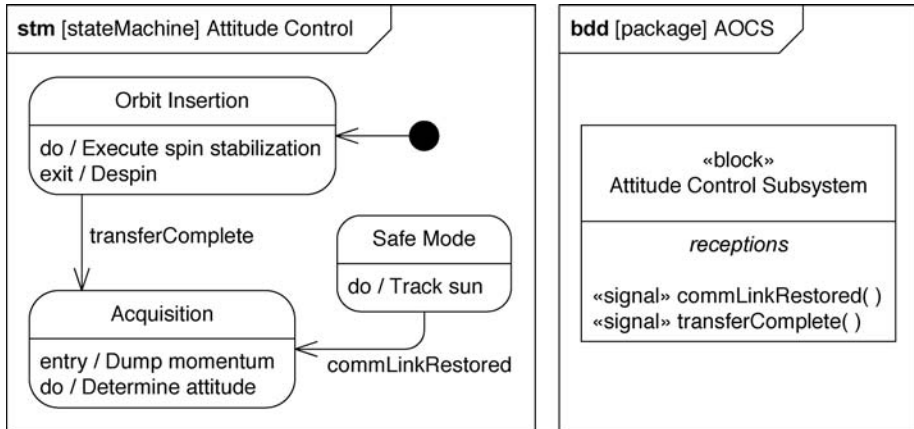 stm [stateMachine] Attitude Control
Orbit Insertion
do / Execute spin stabilization
exit / Despin
transferComplete
Safe Mode
do / Track sun
Acquisition
entry / Dump momentum
do / Determine attitude
commLinkRestored
bdd [package] AOCS
«block»
Attitude Control Subsystem
receptions
«signal» commLinkRestored( )
«signal» transferComplete( )